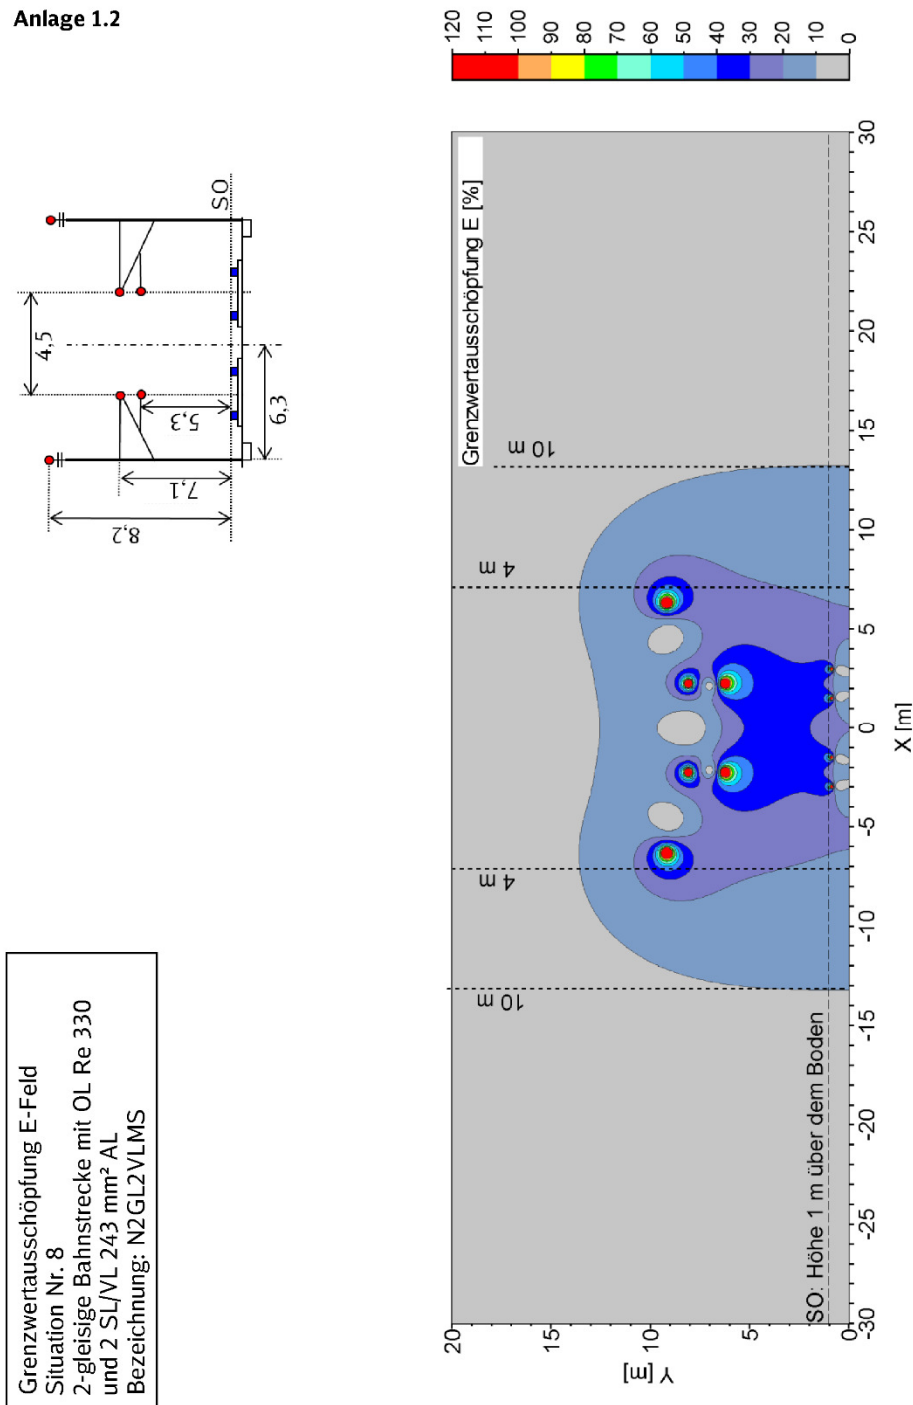 Anlage 1.2
Grenzwertausschöpfung E-Feld
Situation Nr. 8
2-gleisige Bahnstrecke mit OL Re 330
und 2 SL/VL 243 mm² AL
Bezeichnung: N2GL2VLMS
8,2
7,1
5,3
4,5
6,3
SO
Grenzwertausschöpfung E [%]
120
110
100
90
80
70
60
50
40
30
20
10
0
10 m
4 m
4 m
10 m
SO: Höhe 1 m über dem Boden
Y [m]
20
15
10
5
0
-30
-25
-20
-15
-10
-5
0
5
10
15
20
25
30
X [m]